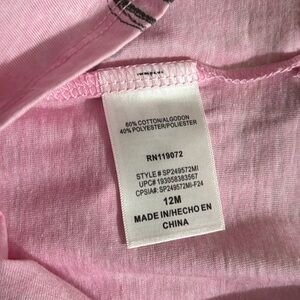 60% COTTON/ALGODON
40% POLYESTER/POLIESTER
RN119072
STYLE # SP249572MI
UPC# 193058383567
CPSIA#: SP249572MI-F24
12M
MADE IN/HECHO EN
CHINA